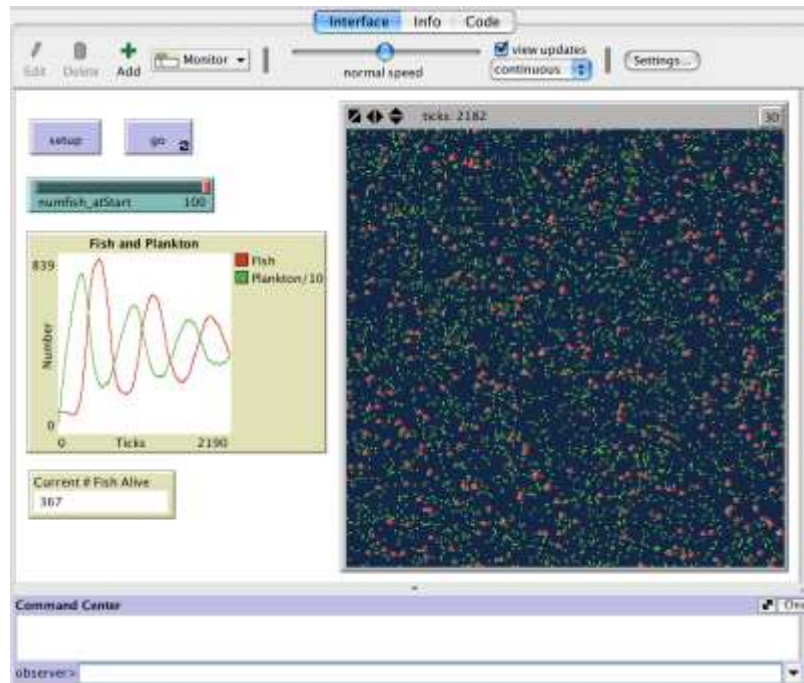 Interface Info Code
Edit Delete Add Monitor normal speed view updates continuous Settings...
setup go
ticks: 2182 3D
numfish_atStart 100
Fish and Plankton
839
Fish
Plankton/10
Number
0
0 Ticks 2190
Current # Fish Alive
367
Command Center
observer>